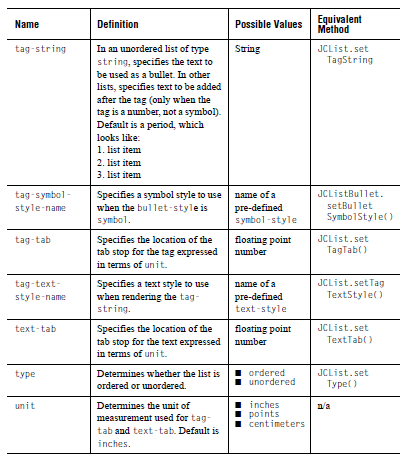 Name
Definition
Possible Values
Equivalent
Method
tag-string
In an unordered list of type
string, specifies the text to
be used as a bullet. In other
lists, specifies text to be added
after the tag (only when the
tag is a number, not a symbol).
Default is a period, which
looks like:
1. list item
2. list item
3. list item
String
JCList.set
TagString
tag-symbol-
style-name
Specifies a symbol style to use
when the bullet-style is
symbol.
name of a
pre-defined
symbol-style
JCListBullet.
setBullet
SymbolStyle()
tag-tab
Specifies the location of the
tab stop for the tag expressed
in terms of unit.
floating point
number
JCList.set
TagTab()
tag-text-
style-name
Specifies a text style to use
when rendering the tag-
string.
name of a
pre-defined
text-style
JCList.setTag
TextStyle()
text-tab
Specifies the location of the
tab stop for the text expressed
in terms of unit.
floating point
number
JCList.set
TextTab()
type
Determines whether the list is
ordered or unordered.
■ ordered
■ unordered
JCList.set
Type()
unit
Determines the unit of
measurement used for tag-
tab and text-tab. Default is
inches.
■ inches
■ points
■ centimeters
n/a